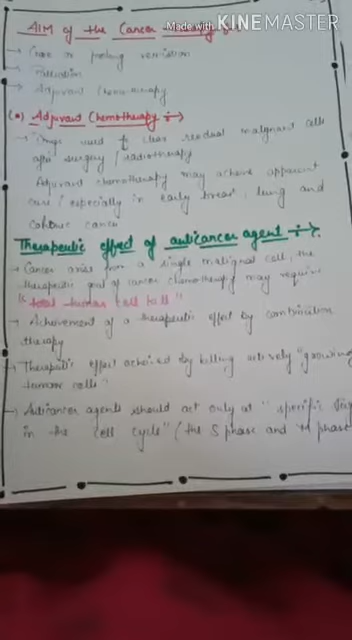 AIM of the Cancer
Made with KINEMASTER
→ Cure or prolong remission
→ Palliation
→ Adjuvant Chemotherapy
(*) Adjuvant Chemotherapy :→
→ Drugs used to clear residual malignant cells
after surgery / radiotherapy
Adjuvant chemotherapy may achieve apparent
cure especially in early breast, lung and
cancer
Therapeutic effect of anticancer agent :→
→ Cancer arises from a single malignant cell, the
therapeutic goal of cancer chemotherapy may require
"total tumor cell kill"
→ Achievement of a therapeutic effect by combination
therapy
→ Therapeutic effect achieved by killing actively "growing
tumor cells"
→ Anticancer agents should act only at "specific
in the cell cycle" (the S phase and M phase